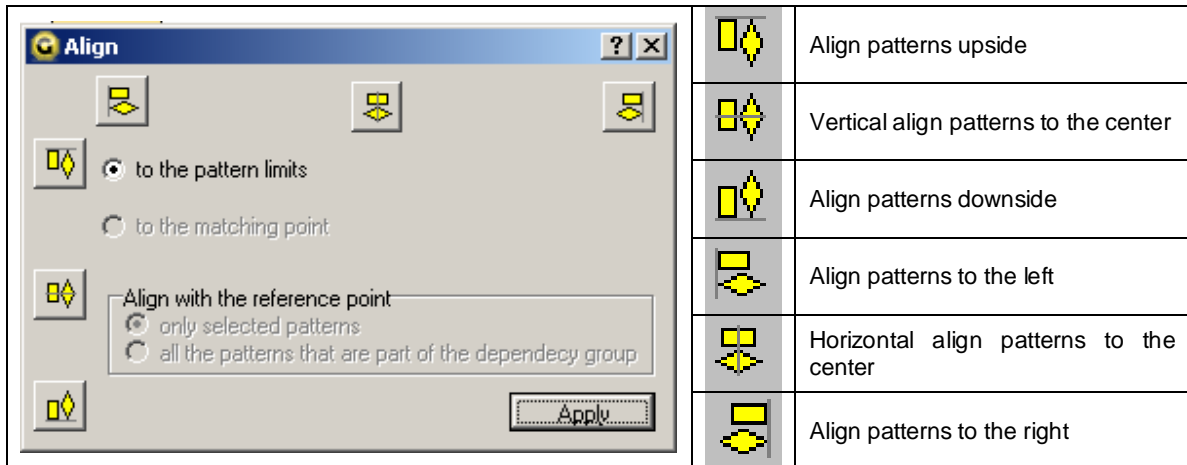 Align
to the pattern limits
to the matching point
Align with the reference point
only selected patterns
all the patterns that are part of the dependecy group
Apply
Align patterns upside
Vertical align patterns to the center
Align patterns downside
Align patterns to the left
Horizontal align patterns to the
center
Align patterns to the right